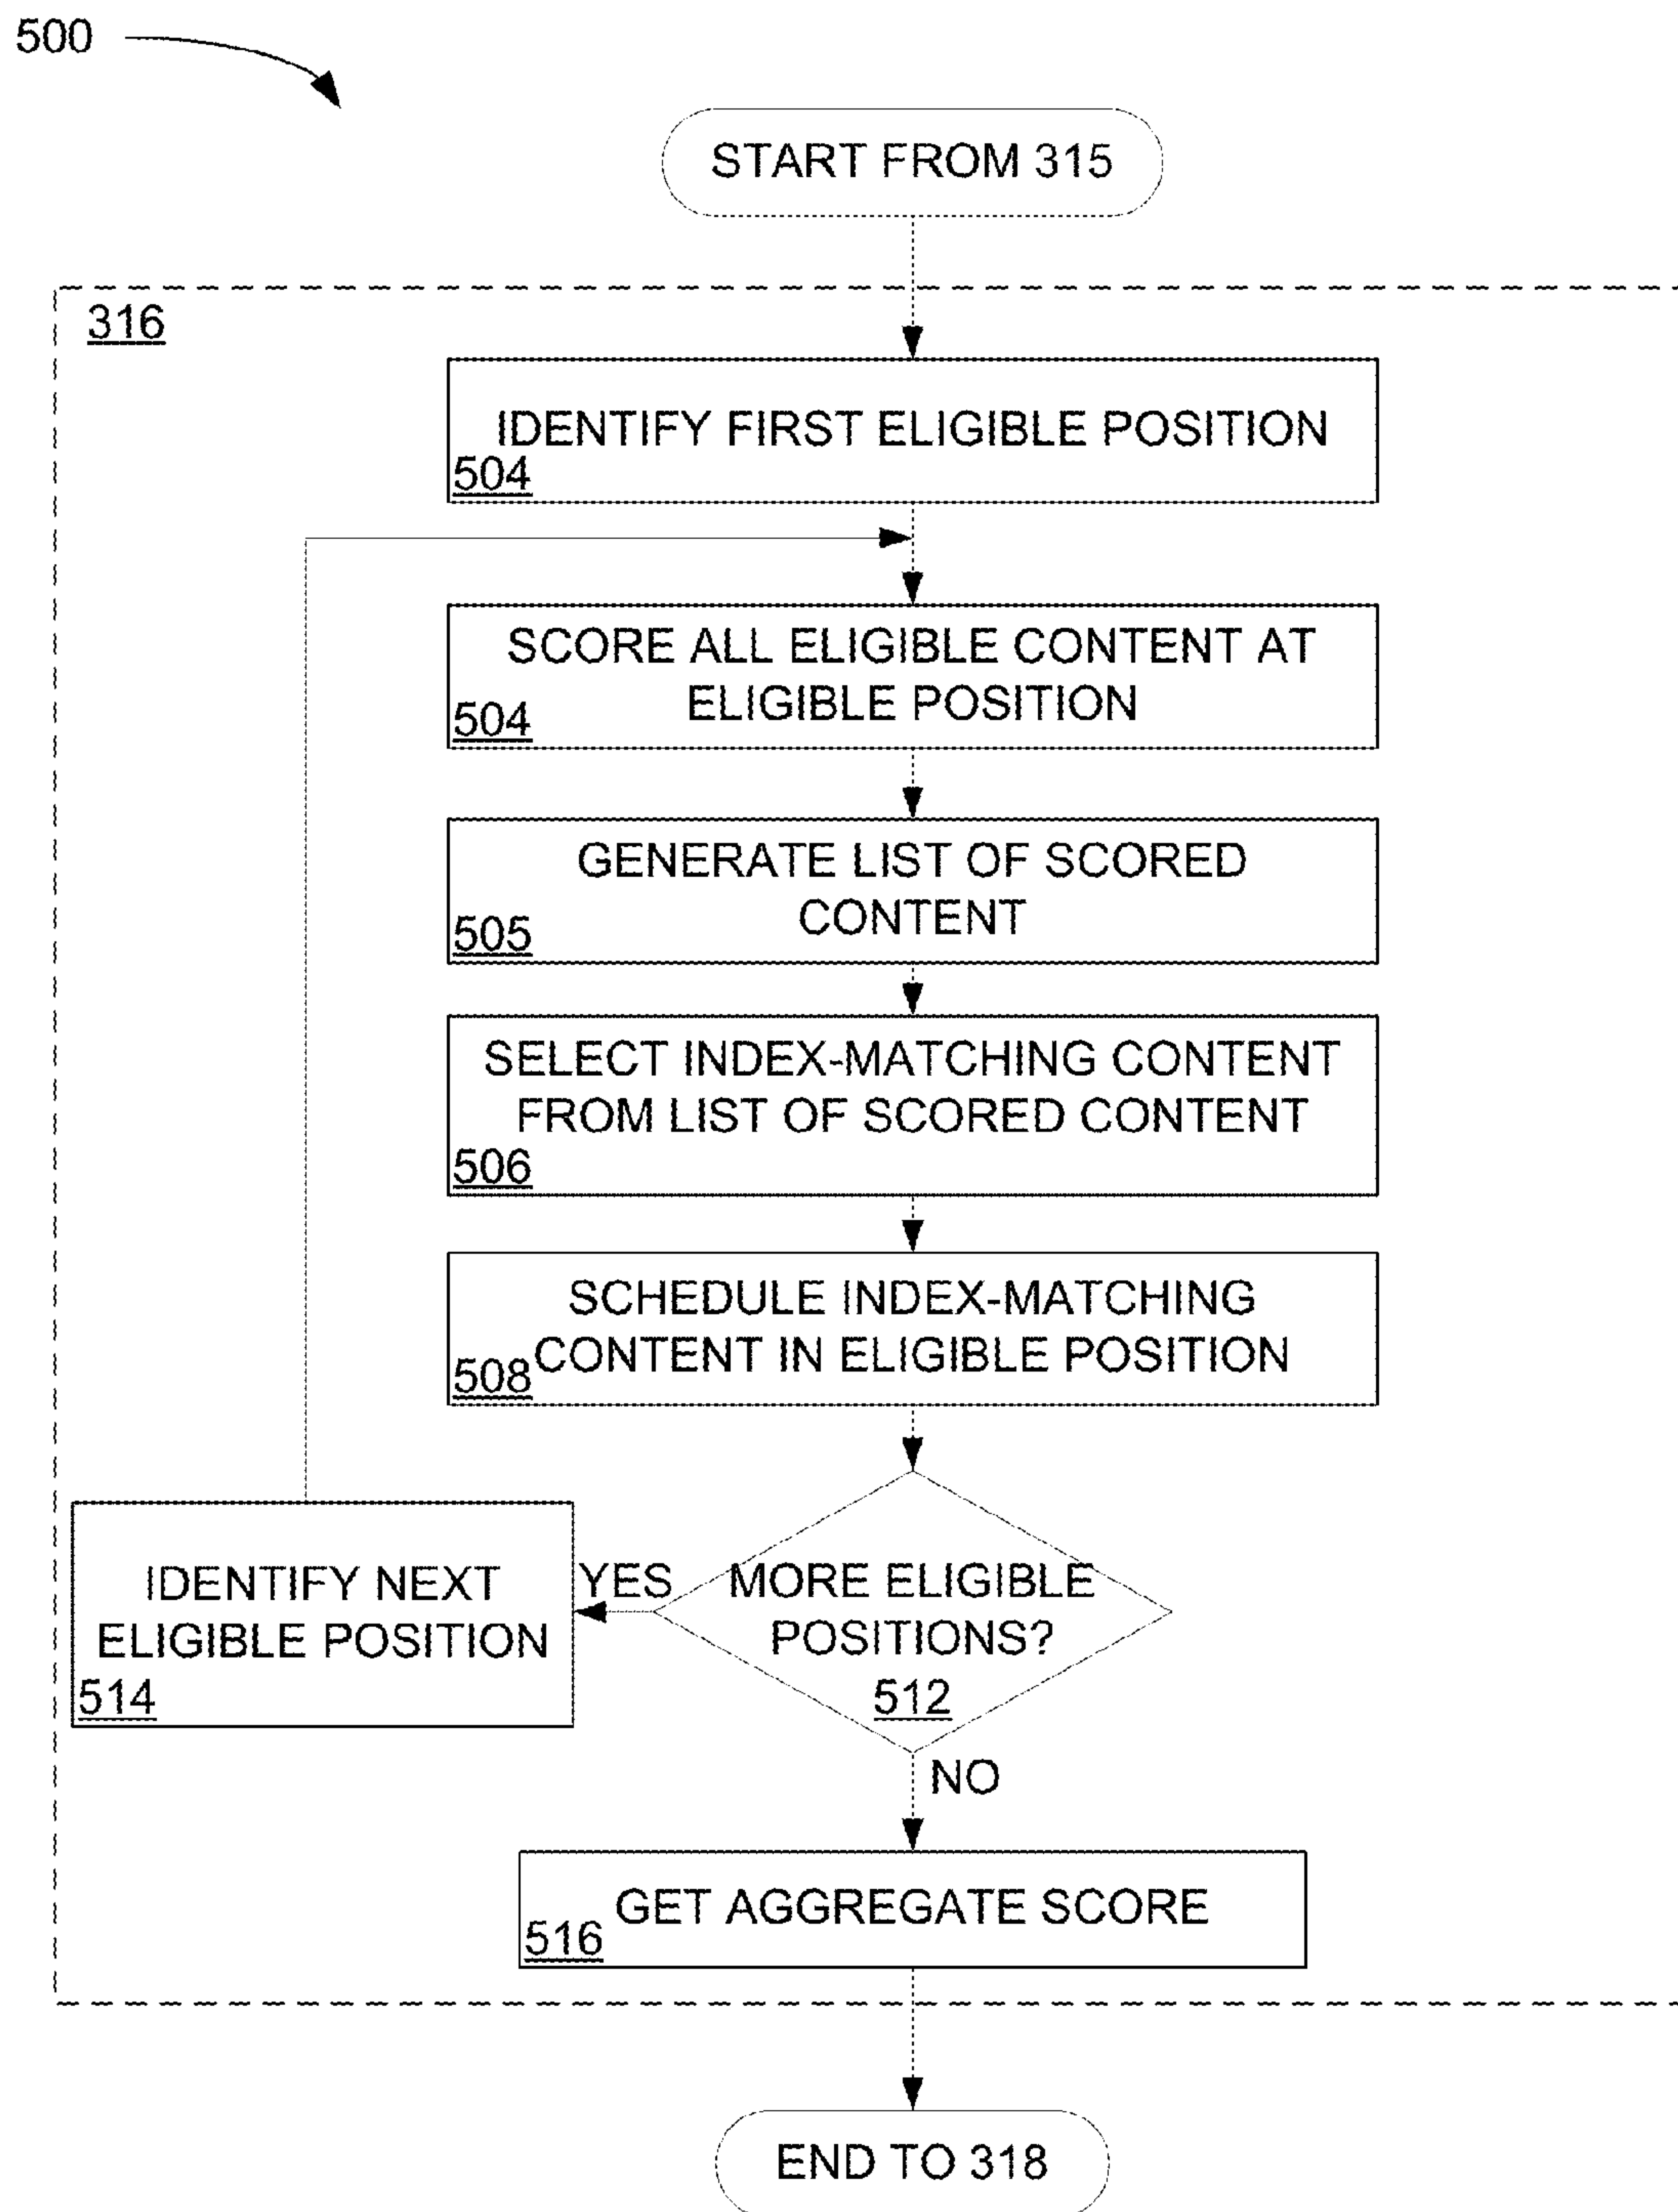 500
START FROM 315
316
IDENTIFY FIRST ELIGIBLE POSITION
504
SCORE ALL ELIGIBLE CONTENT AT
ELIGIBLE POSITION
504
GENERATE LIST OF SCORED
CONTENT
505
SELECT INDEX-MATCHING CONTENT
FROM LIST OF SCORED CONTENT
506
SCHEDULE INDEX-MATCHING
CONTENT IN ELIGIBLE POSITION
508
MORE ELIGIBLE
POSITIONS?
512
YES
IDENTIFY NEXT
ELIGIBLE POSITION
514
NO
GET AGGREGATE SCORE
516
END TO 318